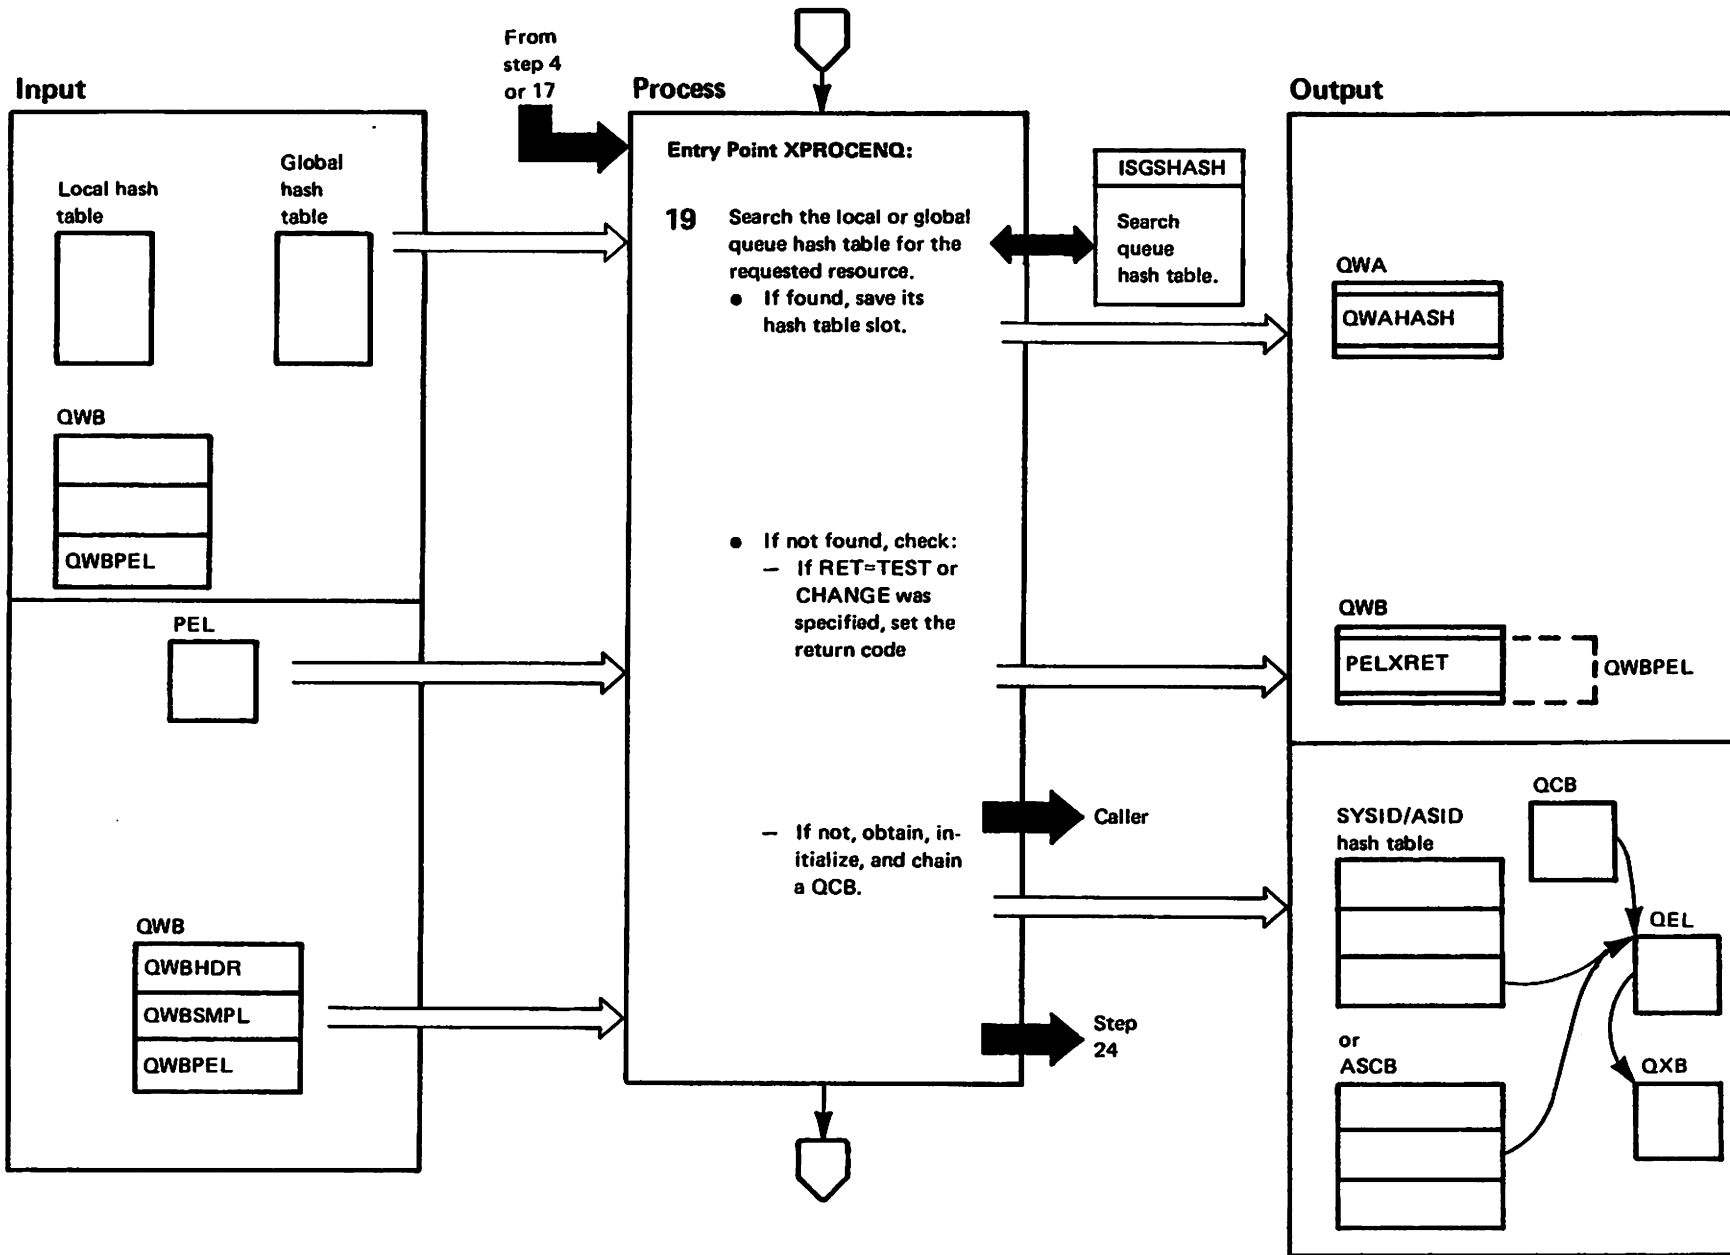 From
step 4
or 17
Input
Process
Output
Local hash
table
Global
hash
table
QWB
QWBPEL
PEL
QWB
QWBHDR
QWBSMPL
QWBPEL
Entry Point XPROCENQ:
19 Search the local or global
queue hash table for the
requested resource.
● If found, save its
hash table slot.
● If not found, check:
— If RET=TEST or
CHANGE was
specified, set the
return code
— If not, obtain, in-
itialize, and chain
a QCB.
ISGSHASH
Search
queue
hash table.
Caller
Step
24
QWA
QWAHASH
QWB
PELXRET
QWBPEL
SYSID/ASID
hash table
QCB
QEL
or
ASCB
QXB